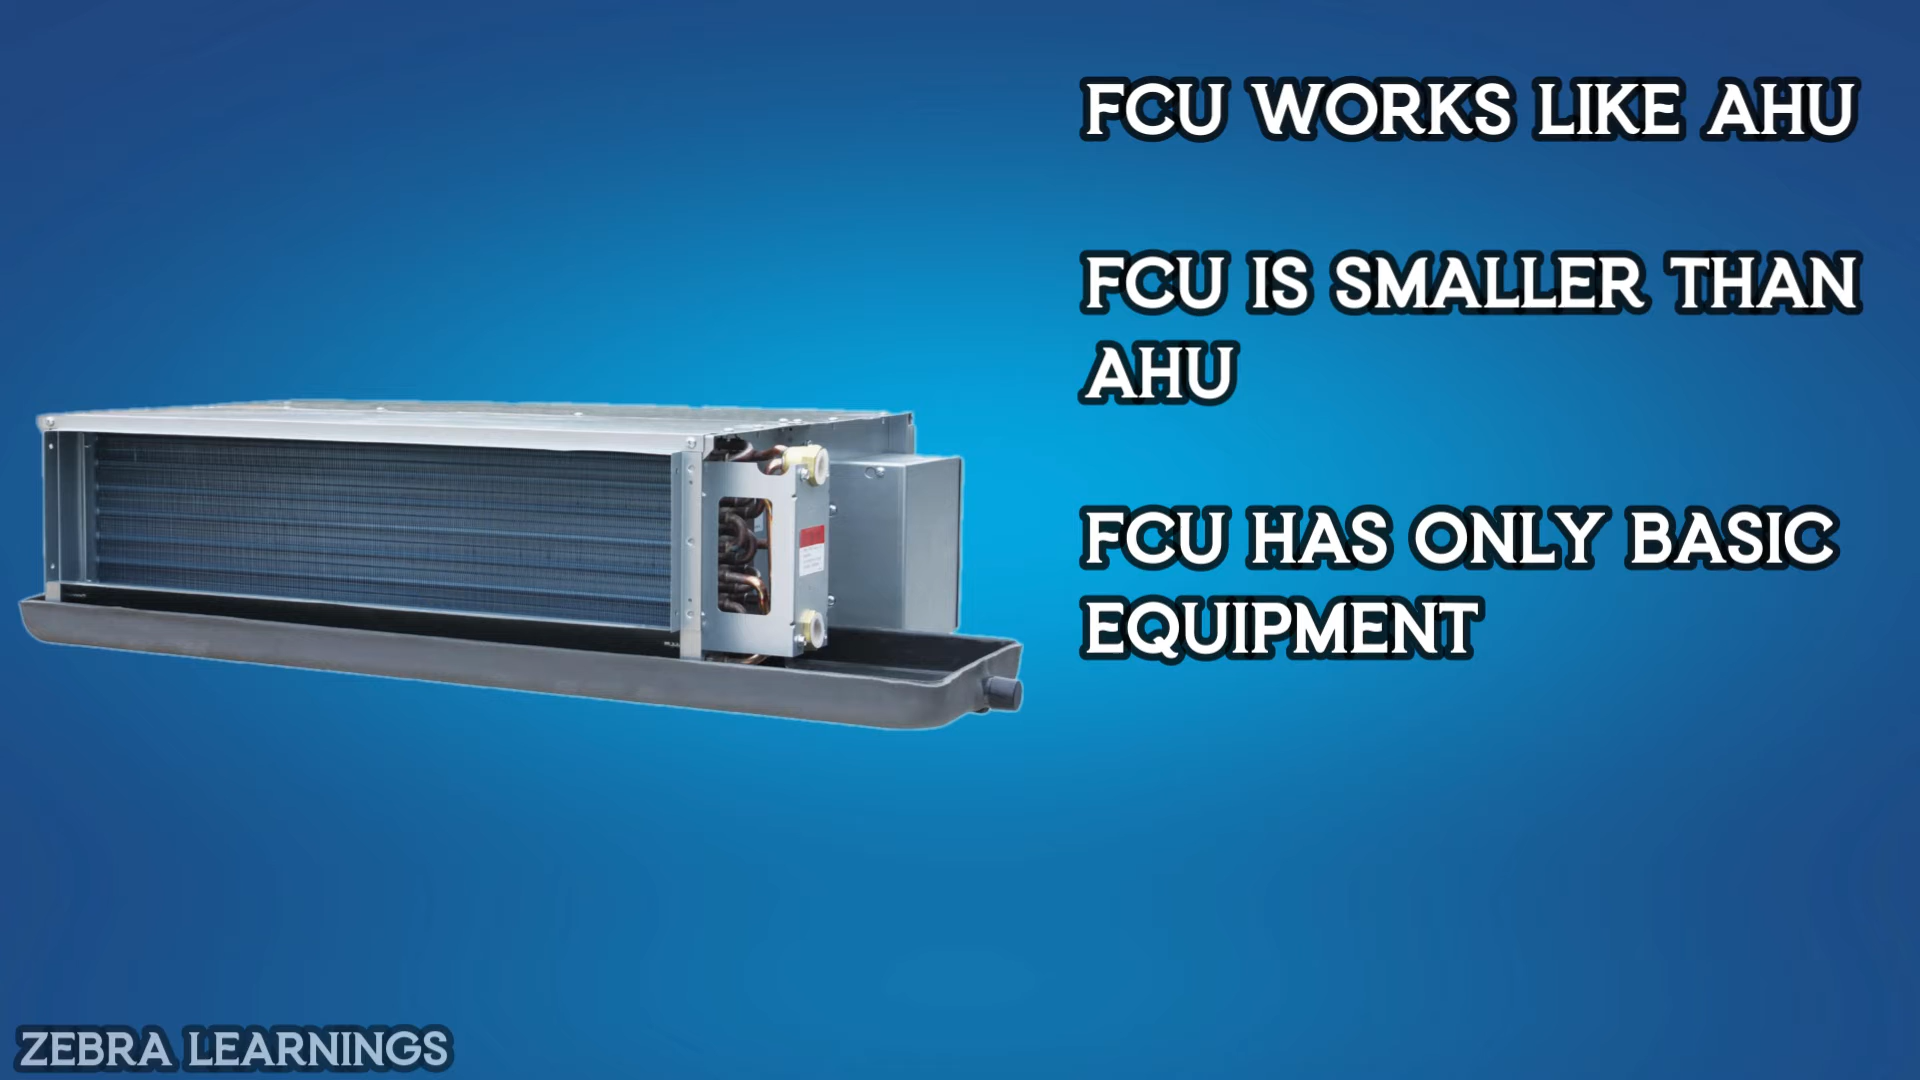 FCU WORKS LIKE AHU
FCU IS SMALLER THAN
AHU
FCU HAS ONLY BASIC
EQUIPMENT
ZEBRA LEARNINGS